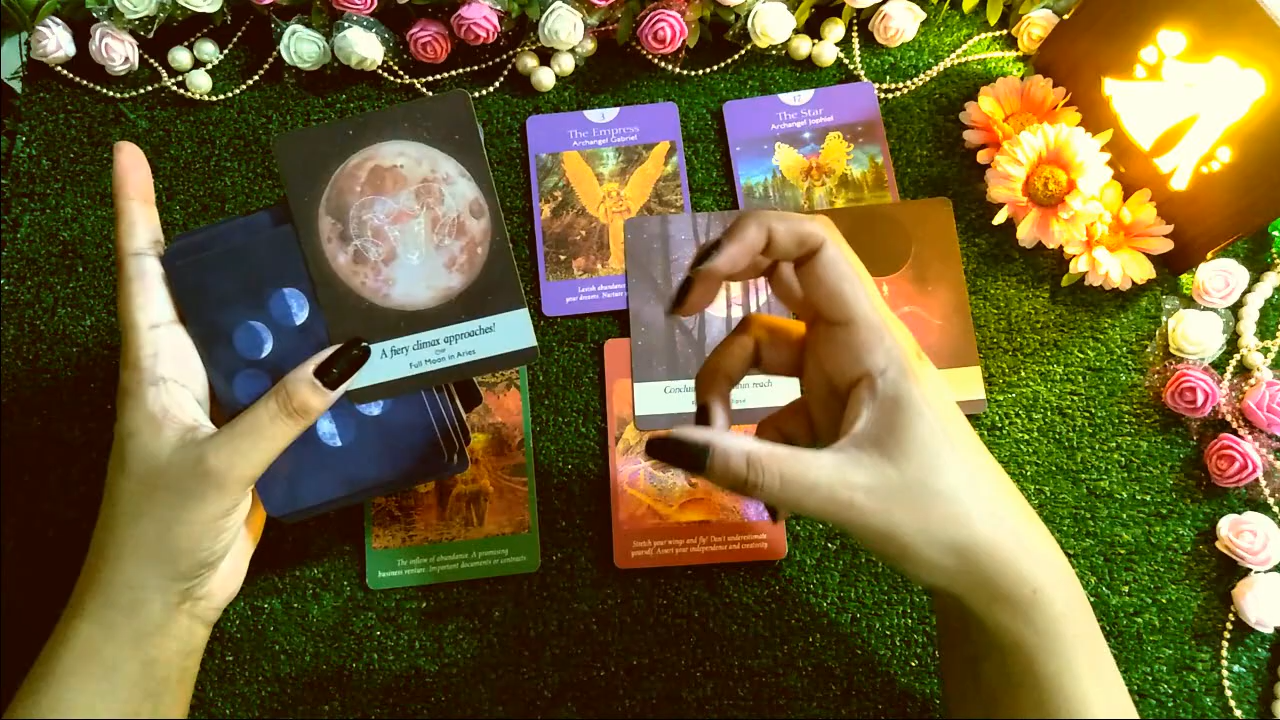 3
The Empress
Archangel Gabriel
Lavish abundance
your dreams. Nurture
17
The Star
Archangel Jophiel
A fiery climax approaches!
Full Moon in Aries
reach
The inflow of abundance. A promising
business venture. Important documents or contracts
Stretch your wings and fly! Don't underestimate
yourself. Assert your independence and creativity.